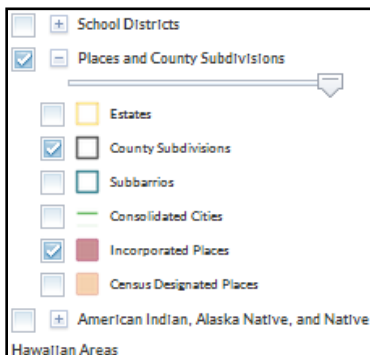 School Districts
Places and County Subdivisions
Estates
County Subdivisions
Subbarrios
Consolidated Cities
Incorporated Places
Census Designated Places
American Indian, Alaska Native, and Native
Hawaiian Areas